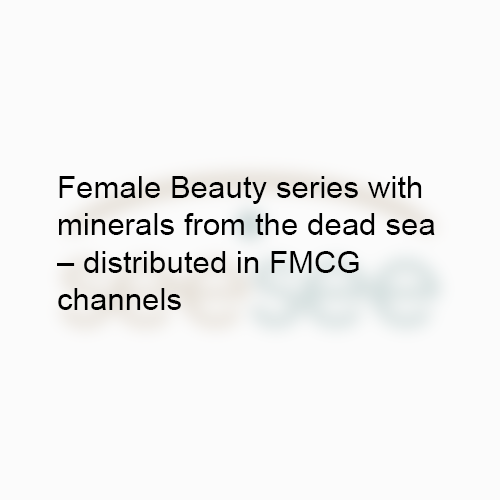 Female Beauty series with
minerals from the dead sea
– distributed in FMCG
channels